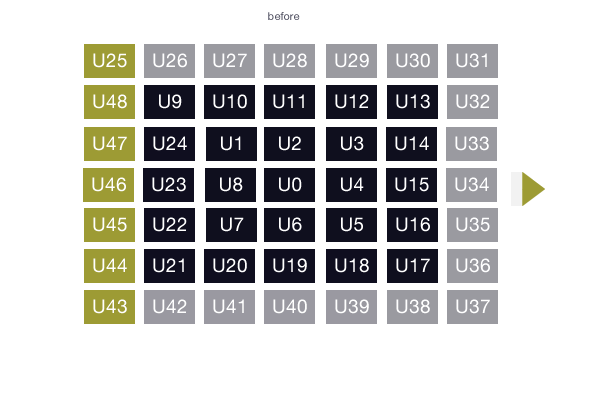 before
U25 U26 U27 U28 U29 U30 U31
U48 U9 U10 U11 U12 U13 U32
U47 U24 U1 U2 U3 U14 U33
U46 U23 U8 U0 U4 U15 U34
U45 U22 U7 U6 U5 U16 U35
U44 U21 U20 U19 U18 U17 U36
U43 U42 U41 U40 U39 U38 U37